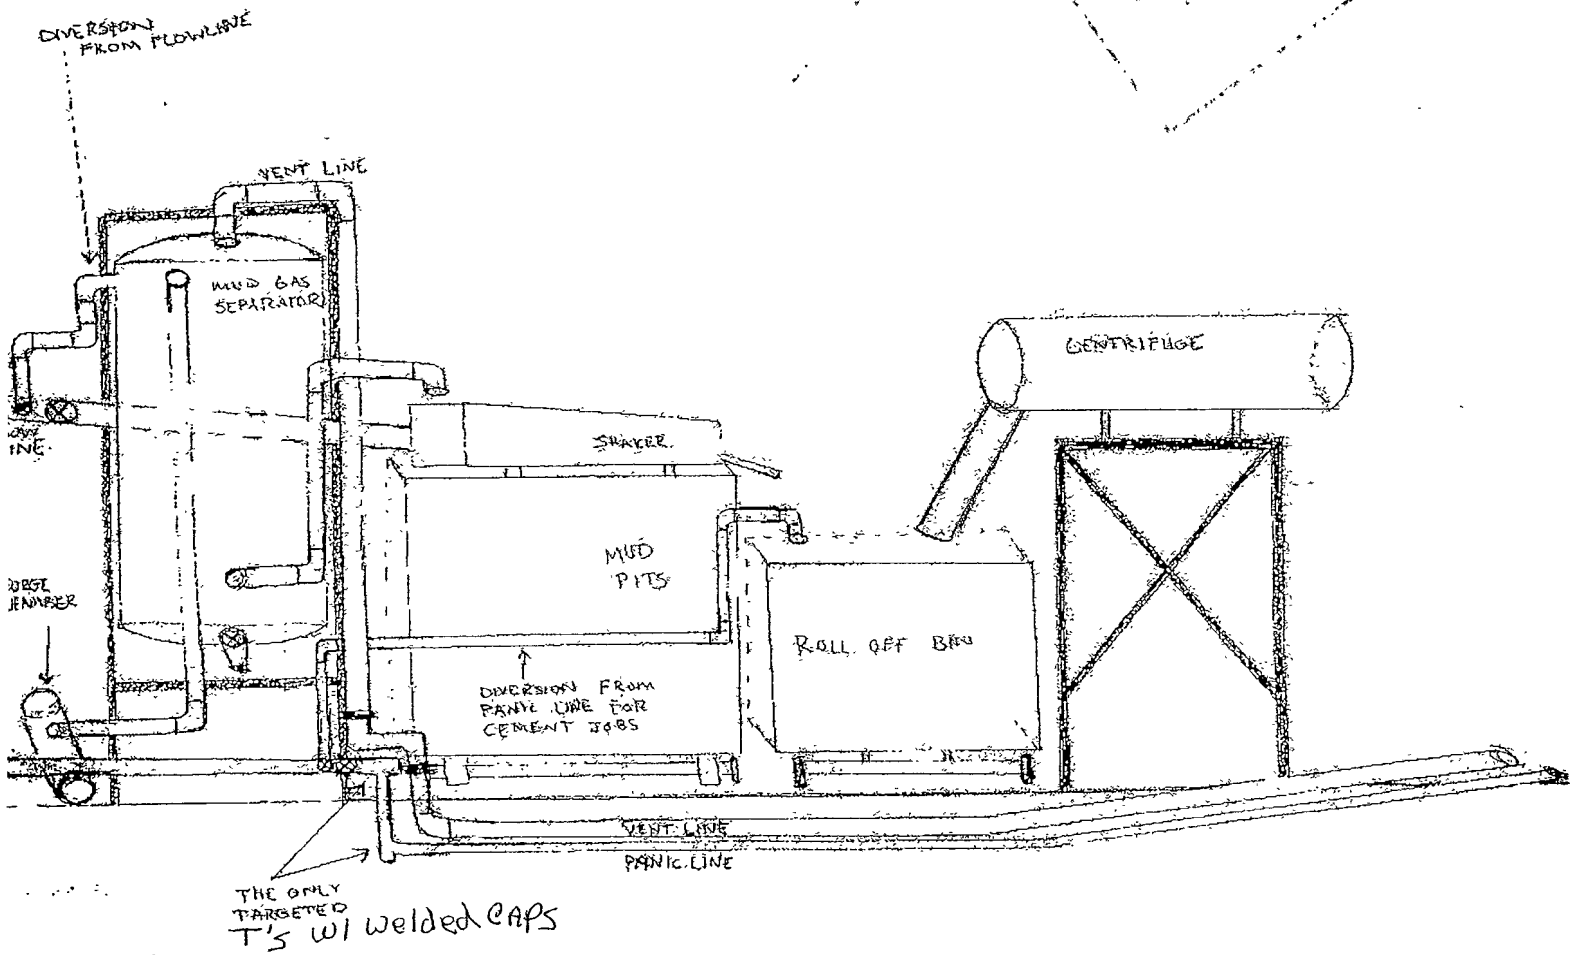 DIVERSION
FROM FLOWLINE
VENT LINE
MUD GAS
SEPARATOR
CENTRIFUGE
SHAKER
INE.
MUD
PITS
ROLL OFF BIN
DIVERSION FROM
PANIC LINE FOR
CEMENT JOBS
VENT LINE
PANIC LINE
THE ONLY
TARGETED
T'S W/ Welded CAPS